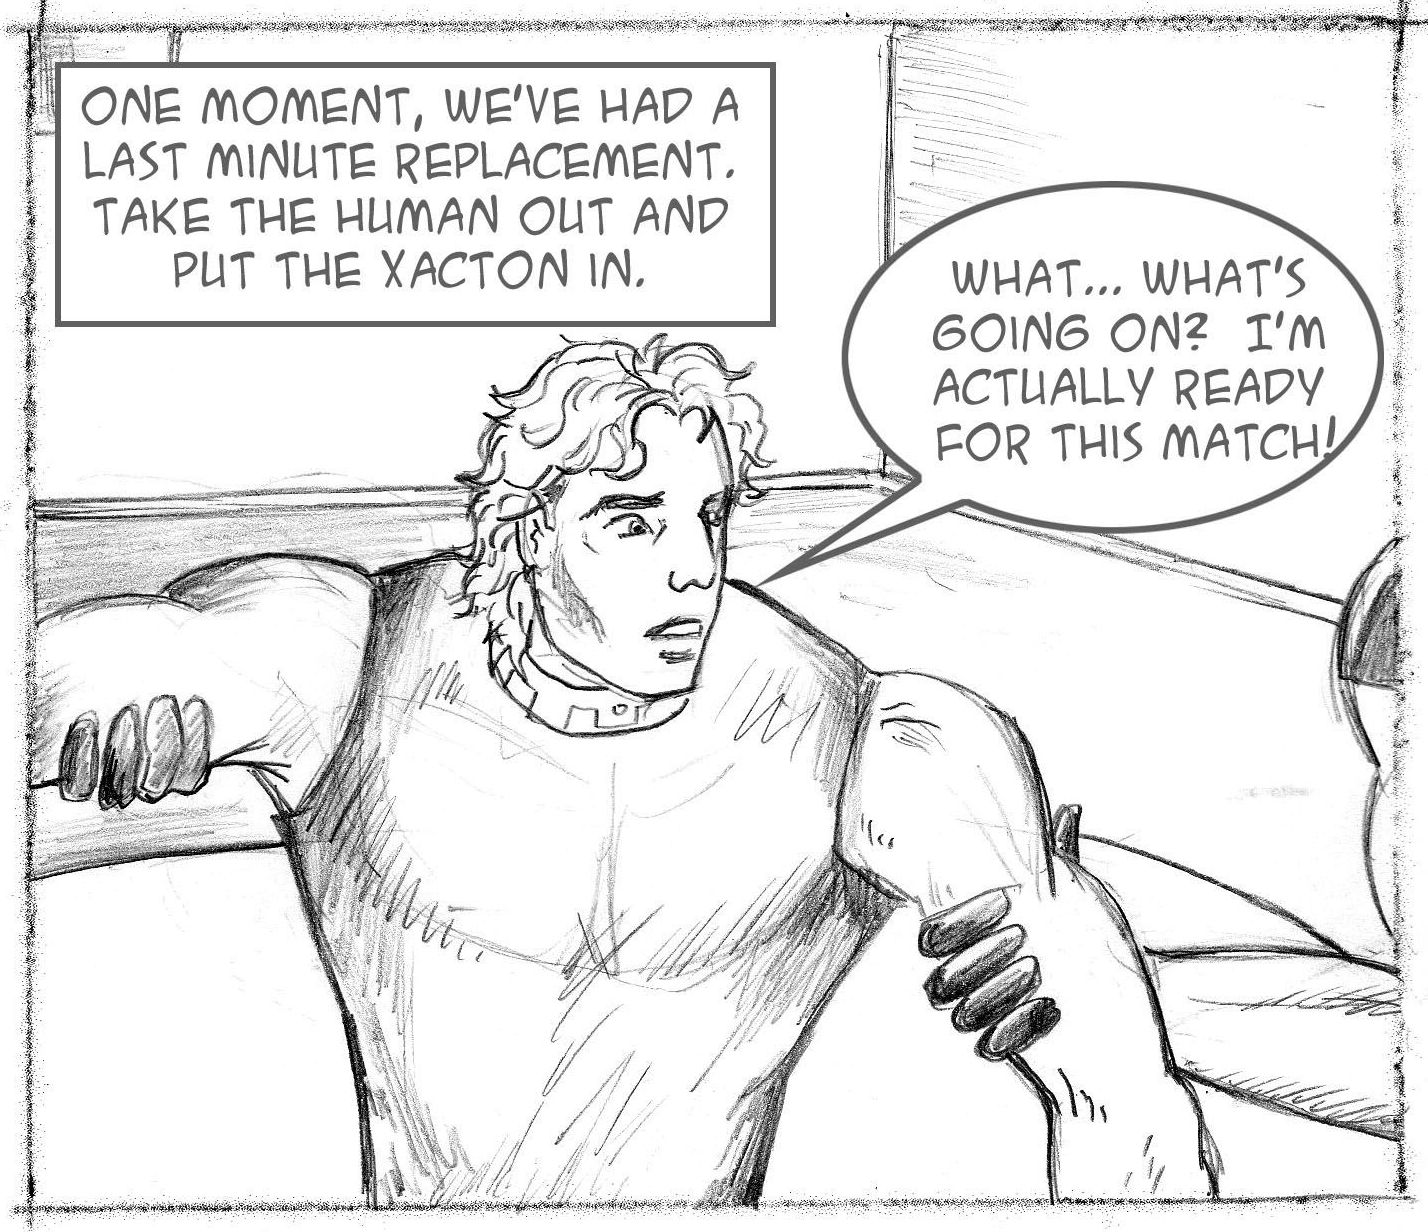 ONE MOMENT, WE'VE HAD A
LAST MINUTE REPLACEMENT.
TAKE THE HUMAN OUT AND
PUT THE XACTON IN.
WHAT... WHAT'S
GOING ON? I'M
ACTUALLY READY
FOR THIS MATCH!